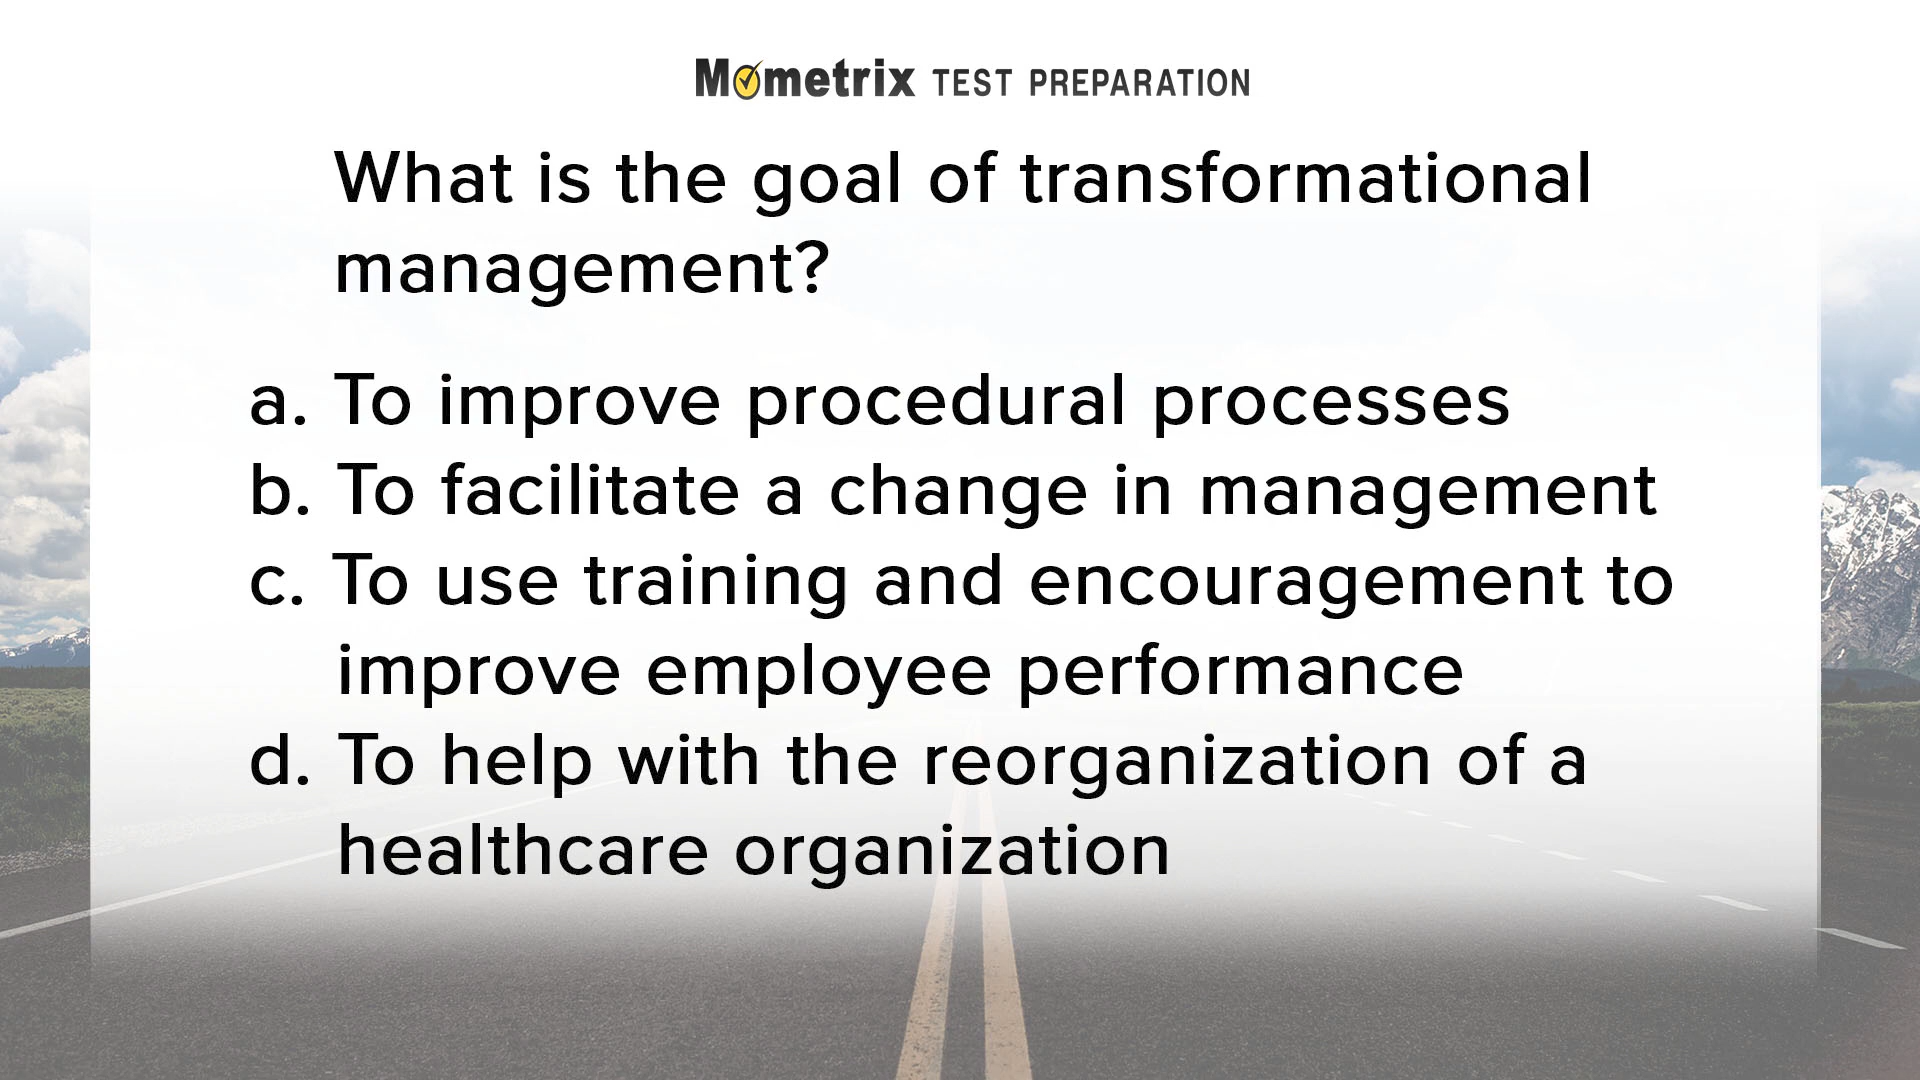 Mometrix TEST PREPARATION
What is the goal of transformational
management?
a. To improve procedural processes
b. To facilitate a change in management
c. To use training and encouragement to
improve employee performance
d. To help with the reorganization of a
healthcare organization